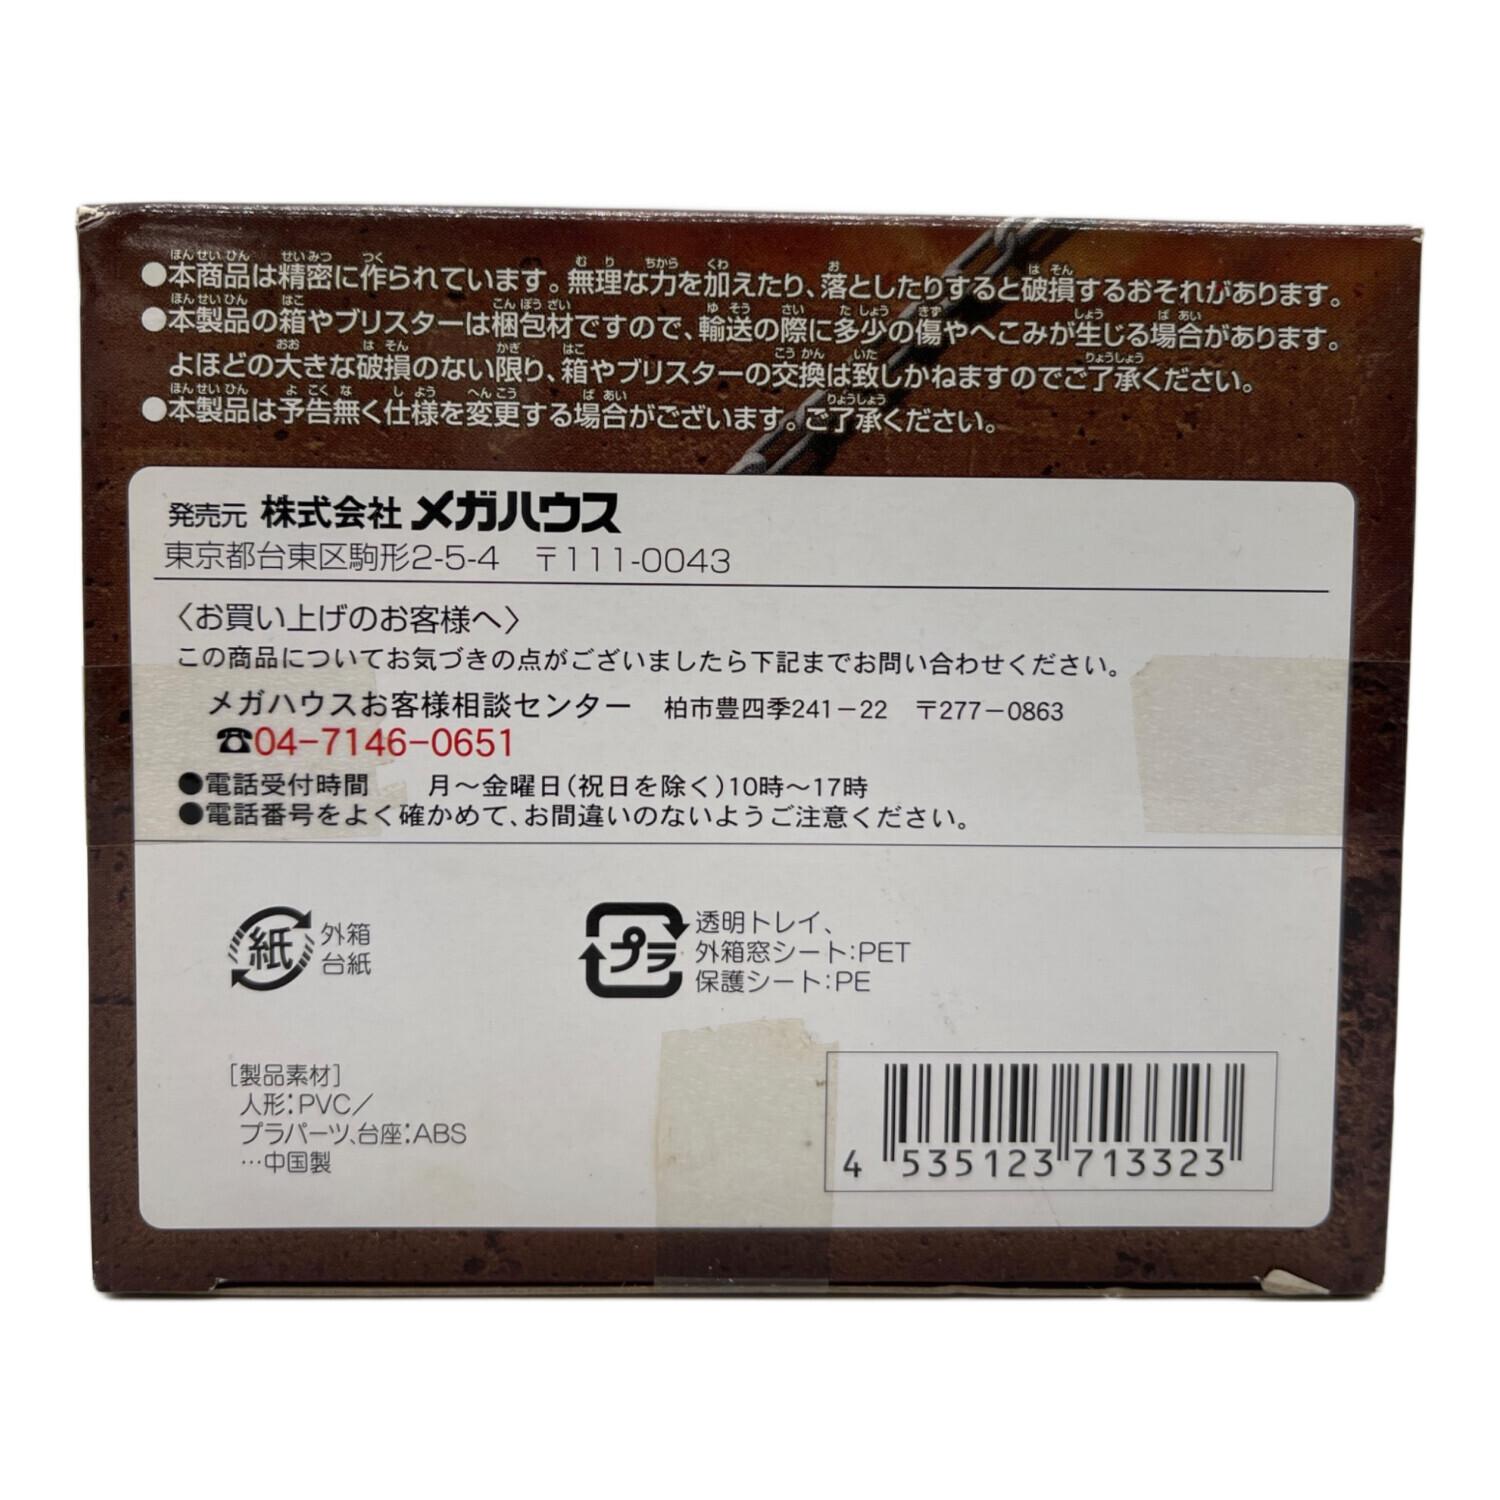 ●本商品は精密に作られています。無理な力を加えたり、落としたりすると破損するおそれがあります。
●本製品の箱やブリスターは梱包材ですので、輸送の際に多少の傷やへこみが生じる場合があります。
よほどの大きな破損のない限り、箱やブリスターの交換は致しかねますのでご了承ください。
●本製品は予告無く仕様を変更する場合がございます。ご了承ください。
発売元 株式会社 メガハウス
東京都台東区駒形2-5-4 〒111-0043
〈お買い上げのお客様へ〉
この商品についてお気づきの点がございましたら下記までお問い合わせください。
メガハウスお客様相談センター 柏市豊四季241-22 〒277-0863
☎04-7146-0651
●電話受付時間 月～金曜日(祝日を除く)10時～17時
●電話番号をよく確かめて、お間違いのないようご注意ください。
紙
外箱
台紙
プラ
透明トレイ、
外箱窓シート:PET
保護シート:PE
[製品素材]
人形:PVC/
プラパーツ、台座:ABS
…中国製
4 535123 713323